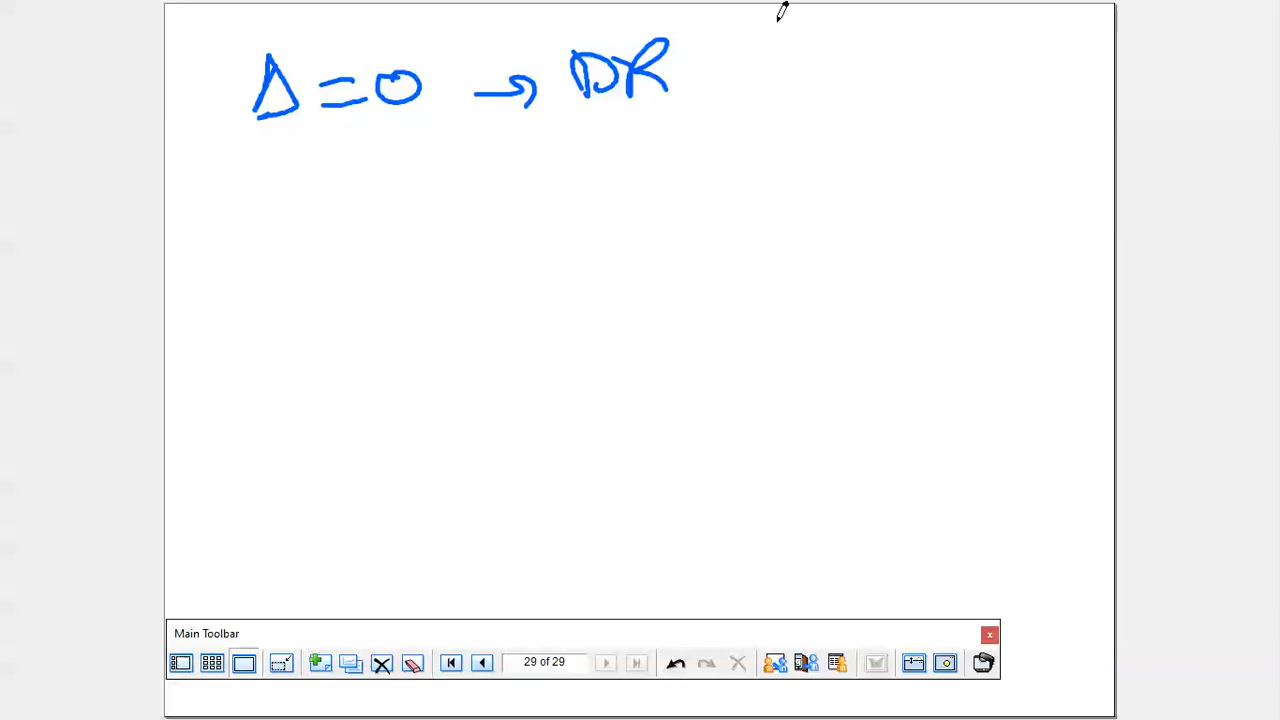 Δ = 0 → DR
Main Toolbar
x
29 of 29